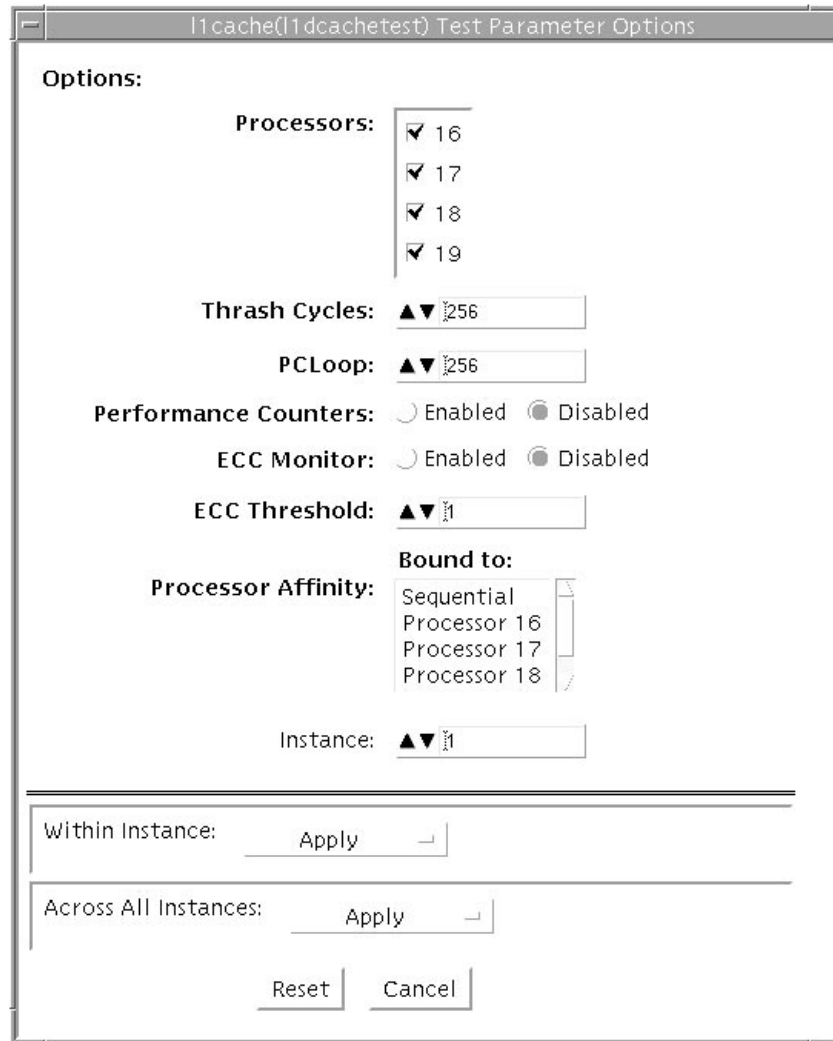 l1cache(l1dcachetest) Test Parameter Options
Options:
Processors:
16
17
18
19
Thrash Cycles: 256
PCLoop: 256
Performance Counters: Enabled Disabled
ECC Monitor: Enabled Disabled
ECC Threshold: 1
Bound to:
Processor Affinity:
Sequential
Processor 16
Processor 17
Processor 18
Instance: 1
Within Instance: Apply
Across All Instances: Apply
Reset Cancel